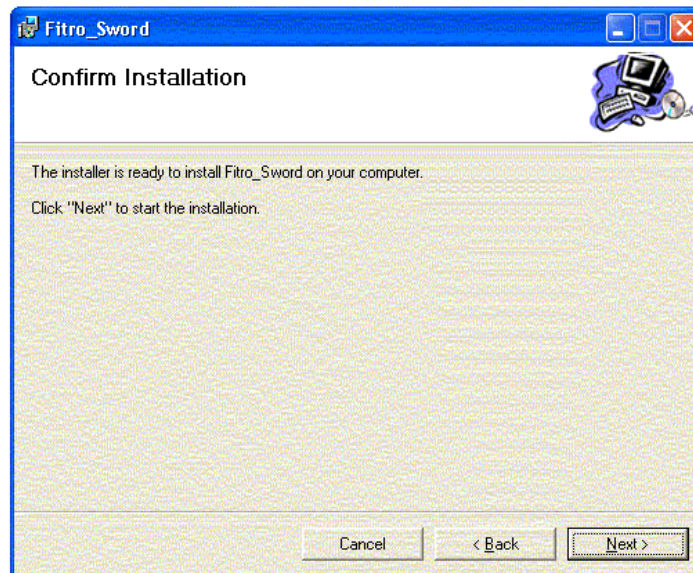 Fitro_Sword
Confirm Installation
The installer is ready to install Fitro_Sword on your computer.
Click "Next" to start the installation.
Cancel
< Back
Next >